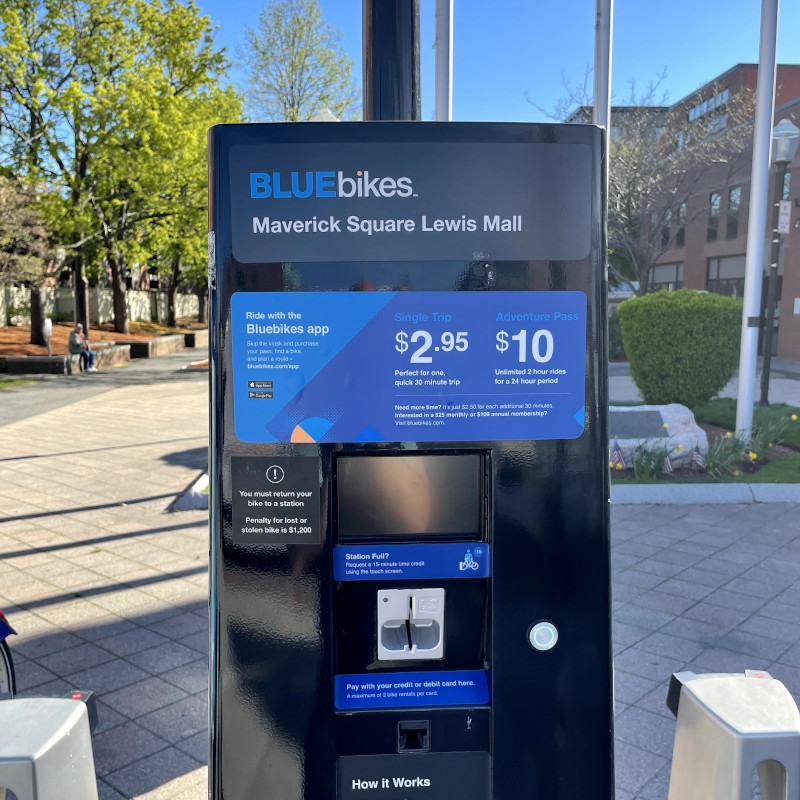 BLUEbikes™
Maverick Square Lewis Mall
Ride with the
Bluebikes app
Skip the kiosk and purchase
your pass, find a bike,
and plan a route •
bluebikes.com/app
App Store
Google Play
Single Trip
$2.95
Perfect for one,
quick 30 minute trip
Adventure Pass
$10
Unlimited 2 hour rides
for a 24 hour period
Need more time? It's just $2.50 for each additional 30 minutes.
Interested in a $25 monthly or $109 annual membership?
Visit bluebikes.com.
!
You must return your
bike to a station
Penalty for lost or
stolen bike is $1,200
Station Full?
Request a 15-minute time credit
using the touch screen.
Pay with your credit or debit card here.
A maximum of 2 bike rentals per card.
How it Works